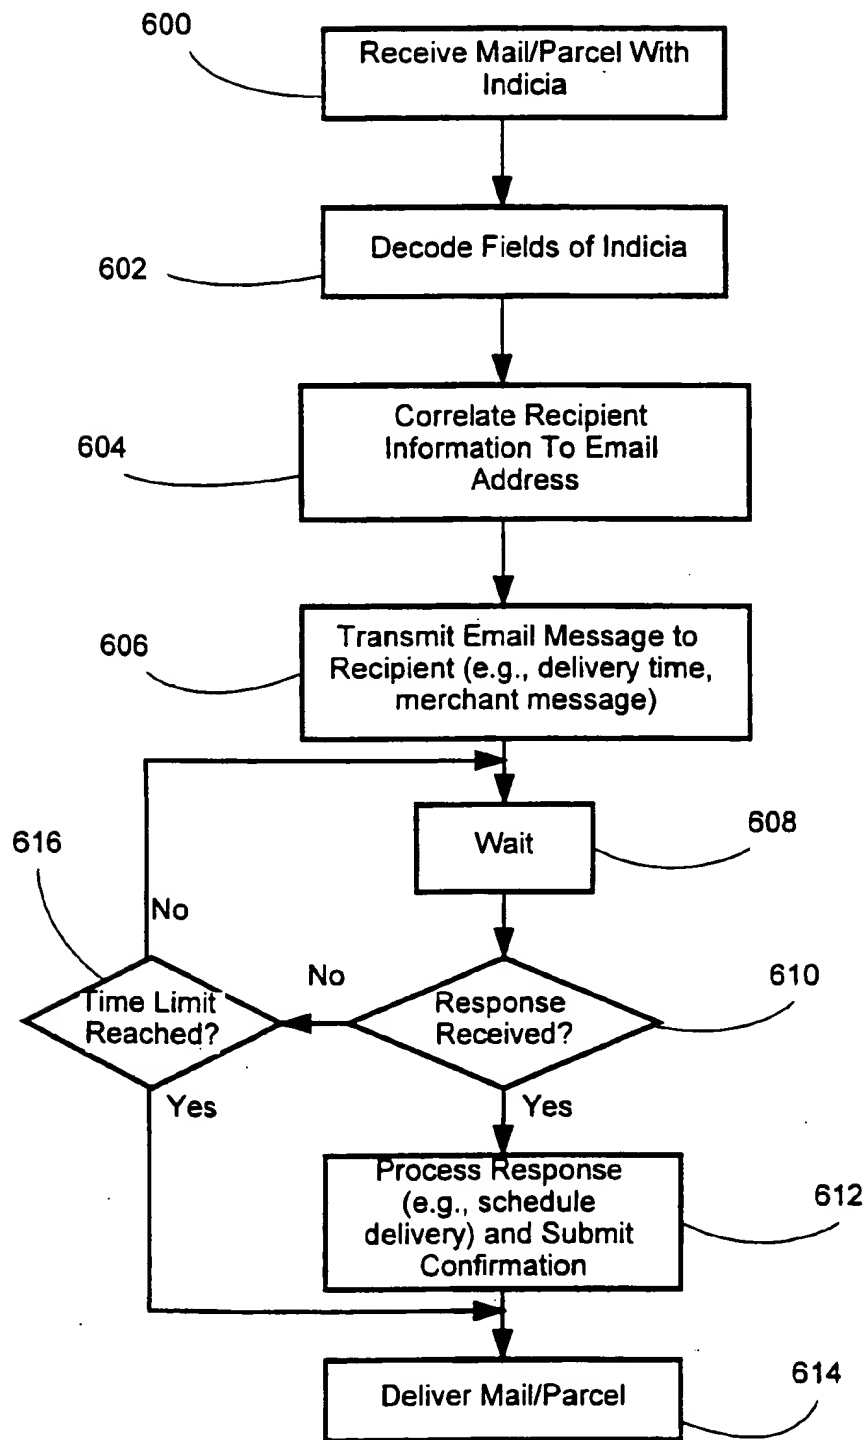 600
Receive Mail/Parcel With
Indicia
602
Decode Fields of Indicia
604
Correlate Recipient
Information To Email
Address
606
Transmit Email Message to
Recipient (e.g., delivery time,
merchant message)
608
Wait
616
No
Time Limit
Reached?
No
Response
Received?
610
Yes
Yes
Process Response
(e.g., schedule
delivery) and Submit
Confirmation
612
Deliver Mail/Parcel
614